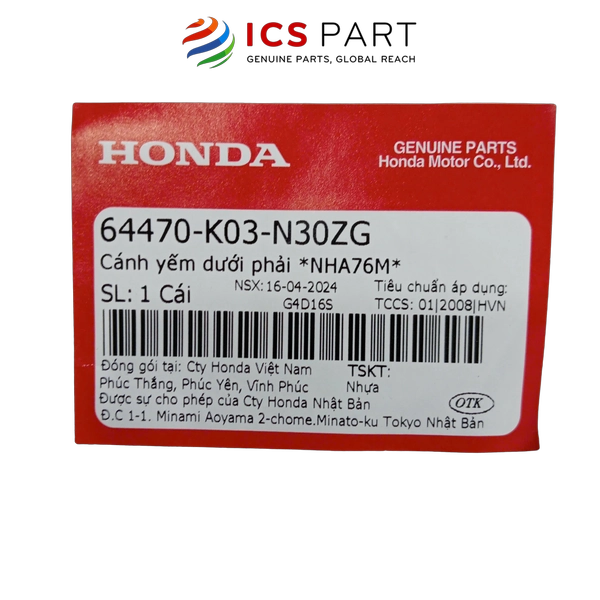 ICS PART
GENUINE PARTS, GLOBAL REACH
HONDA
GENUINE PARTS
Honda Motor Co., Ltd.
64470-K03-N30ZG
Cánh yếm dưới phải *NHA76M*
SL: 1 Cái
NSX: 16-04-2024
G4D16S
Tiêu chuẩn áp dụng:
TCCS: 01|2008|HVN
Đóng gói tại: Cty Honda Việt Nam
Phúc Thắng, Phúc Yên, Vĩnh Phúc
TSKT:
Nhựa
Được sự cho phép của Cty Honda Nhật Bản
Đ.C 1-1. Minami Aoyama 2-chome.Minato-ku Tokyo Nhật Bản
OTK